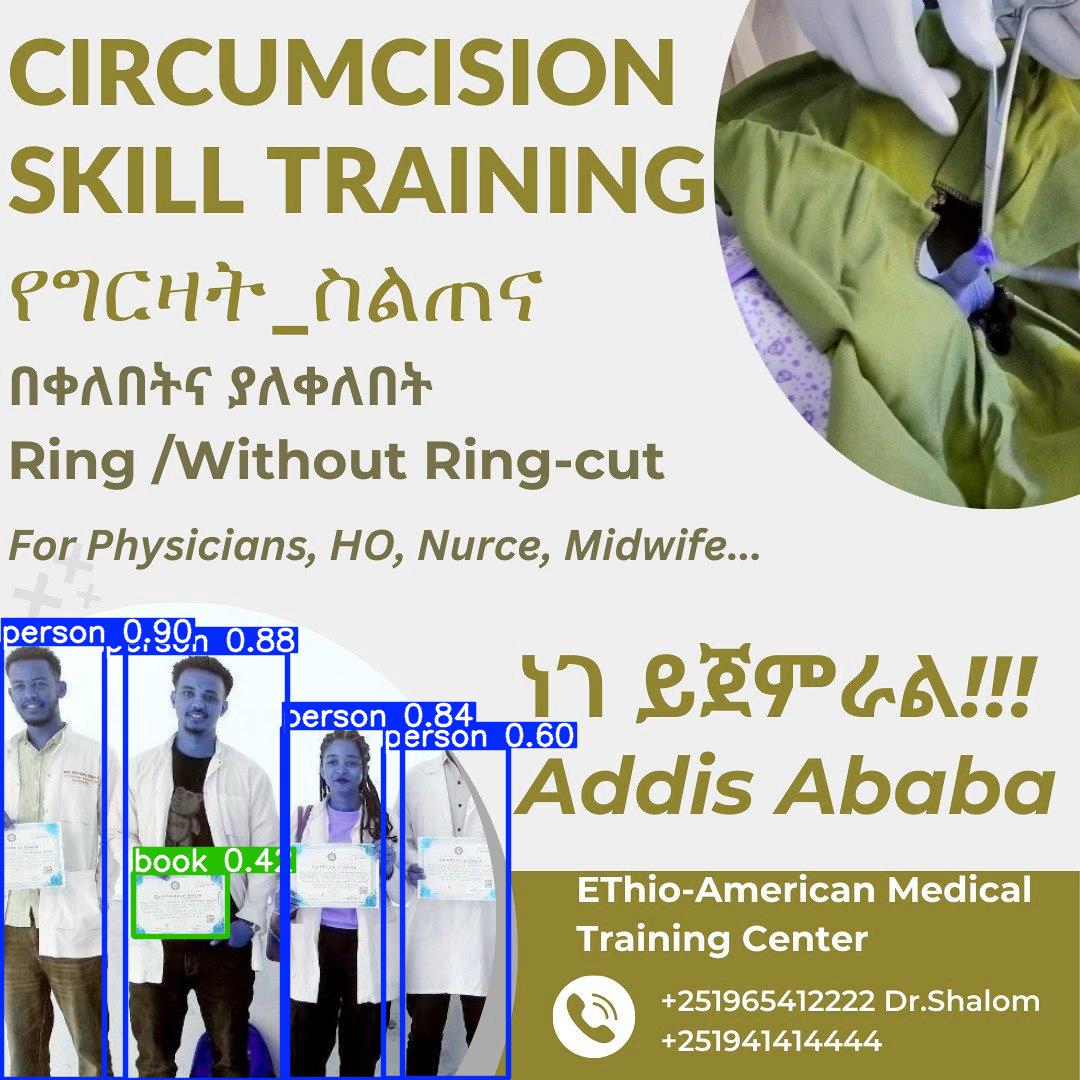 CIRCUMCISION
SKILL TRAINING
የግርዛት_ስልጠና
በቀለበትና ያለቀለበት
Ring /Without Ring-cut
For Physicians, HO, Nurce, Midwife...
person 0.90
person 0.88
person 0.84
person 0.60
book 0.42
ነገ ይጀምራል!!!
Addis Ababa
EThio-American Medical
Training Center
+251965412222 Dr.Shalom
+251941414444